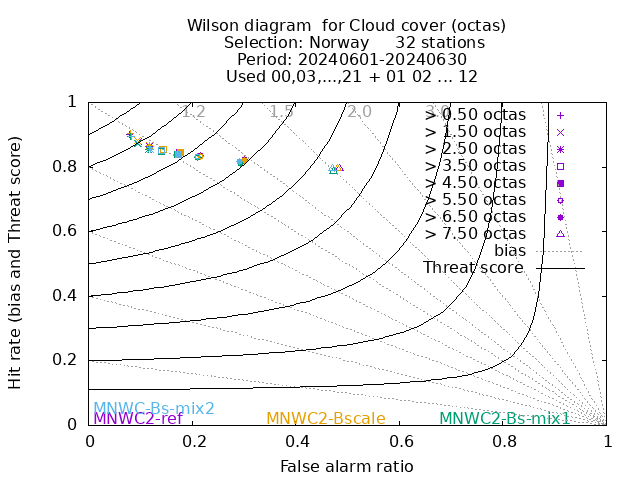 Wilson diagram  for Cloud cover (octas)
Selection: Norway     32 stations
Period: 20240601-20240630
Used 00,03,...,21 + 01 02 ... 12
Hit rate (bias and Threat score)
1
0.8
0.6
0.4
0.2
0
1.2 1.5 2.0 3.0
> 0.50 octas
> 1.50 octas
> 2.50 octas
> 3.50 octas
> 4.50 octas
> 5.50 octas
> 6.50 octas
> 7.50 octas
bias
Threat score
MNWC-Bs-mix2
MNWC2-ref MNWC2-Bscale MNWC2-Bs-mix1
0 0.2 0.4 0.6 0.8 1
False alarm ratio